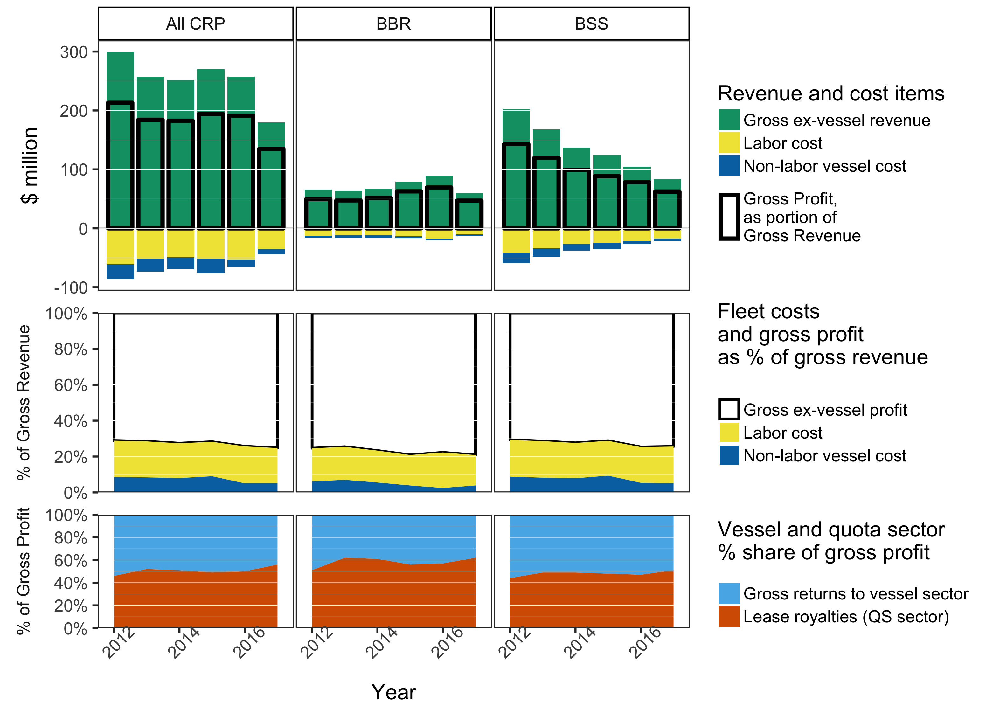 All CRP
BBR
BSS
$ million
300
200
100
0
-100
Revenue and cost items
Gross ex-vessel revenue
Labor cost
Non-labor vessel cost
Gross Profit,
as portion of
Gross Revenue
% of Gross Revenue
100%
80%
60%
40%
20%
0%
Fleet costs
and gross profit
as % of gross revenue
Gross ex-vessel profit
Labor cost
Non-labor vessel cost
% of Gross Profit
100%
80%
60%
40%
20%
0%
Vessel and quota sector
% share of gross profit
Gross returns to vessel sector
Lease royalties (QS sector)
2012
2014
2016
2012
2014
2016
2012
2014
2016
Year